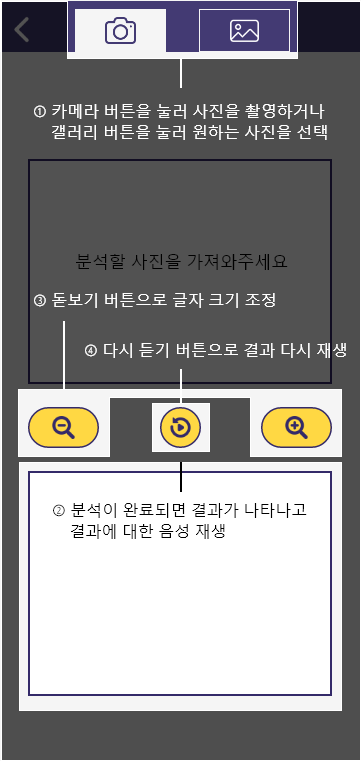 ① 카메라 버튼을 눌러 사진을 촬영하거나
갤러리 버튼을 눌러 원하는 사진을 선택
분석할 사진을 가져와주세요
③ 돋보기 버튼으로 글자 크기 조정
④ 다시 듣기 버튼으로 결과 다시 재생
② 분석이 완료되면 결과가 나타나고
결과에 대한 음성 재생